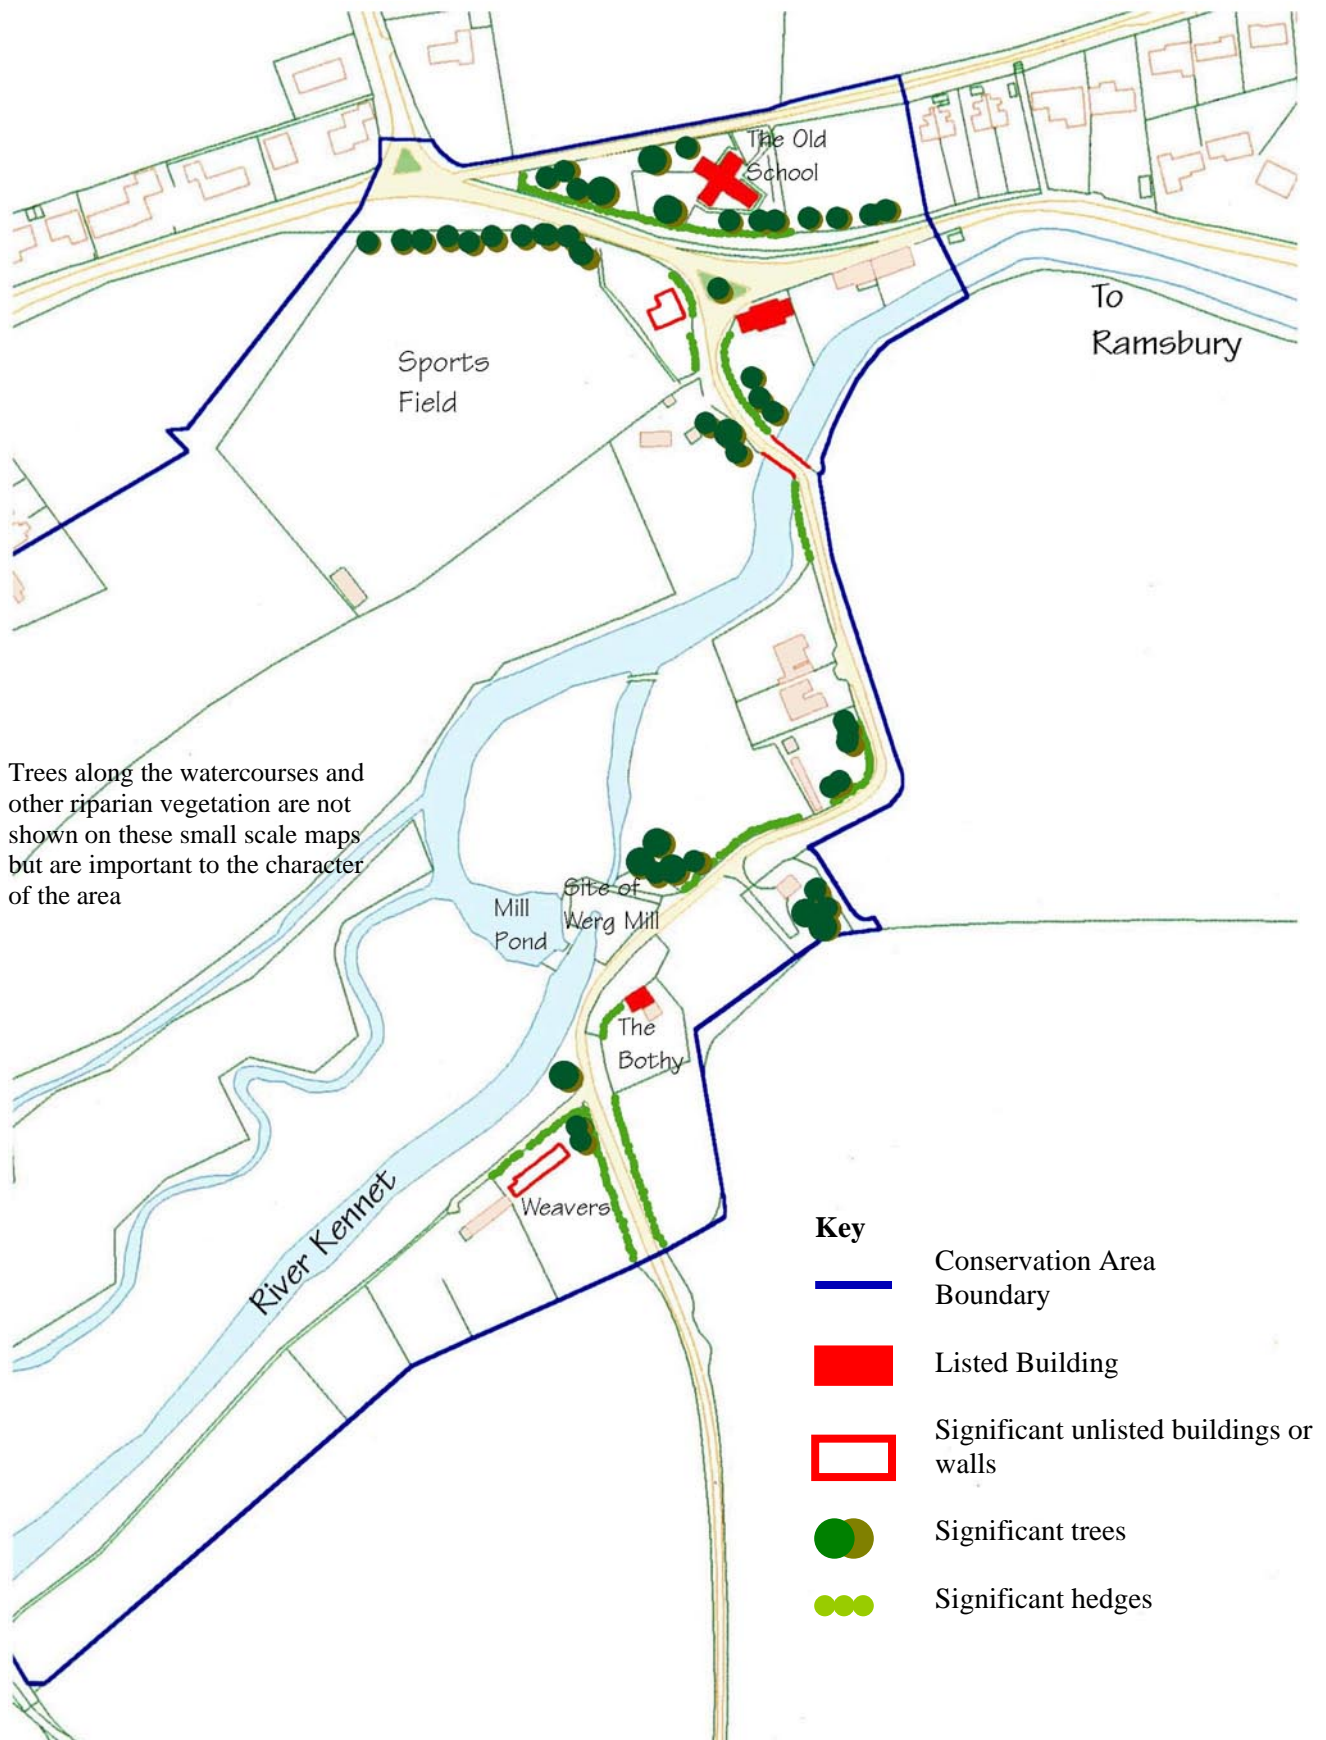 The Old
School
To
Ramsbury
Sports
Field
Trees along the watercourses and
other riparian vegetation are not
shown on these small scale maps
but are important to the character
of the area
Site of
Werg Mill
Mill
Pond
The
Bothy
Weavers
River Kennet
Key
Conservation Area
Boundary
Listed Building
Significant unlisted buildings or
walls
Significant trees
Significant hedges